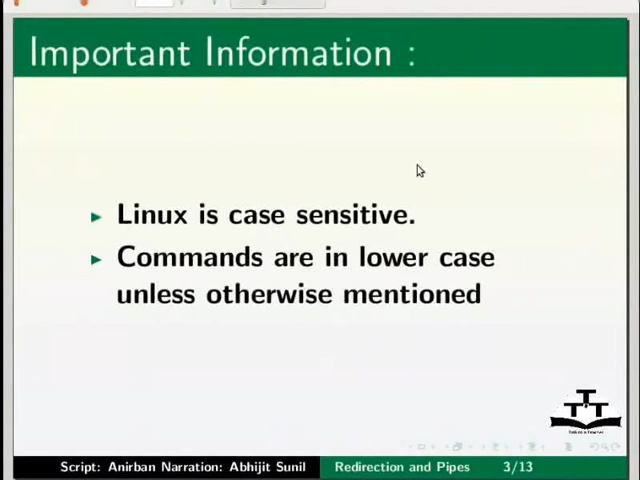 Important Information :
Linux is case sensitive.
Commands are in lower case
unless otherwise mentioned
TTT
Script: Anirban Narration: Abhijit Sunil Redirection and Pipes 3/13